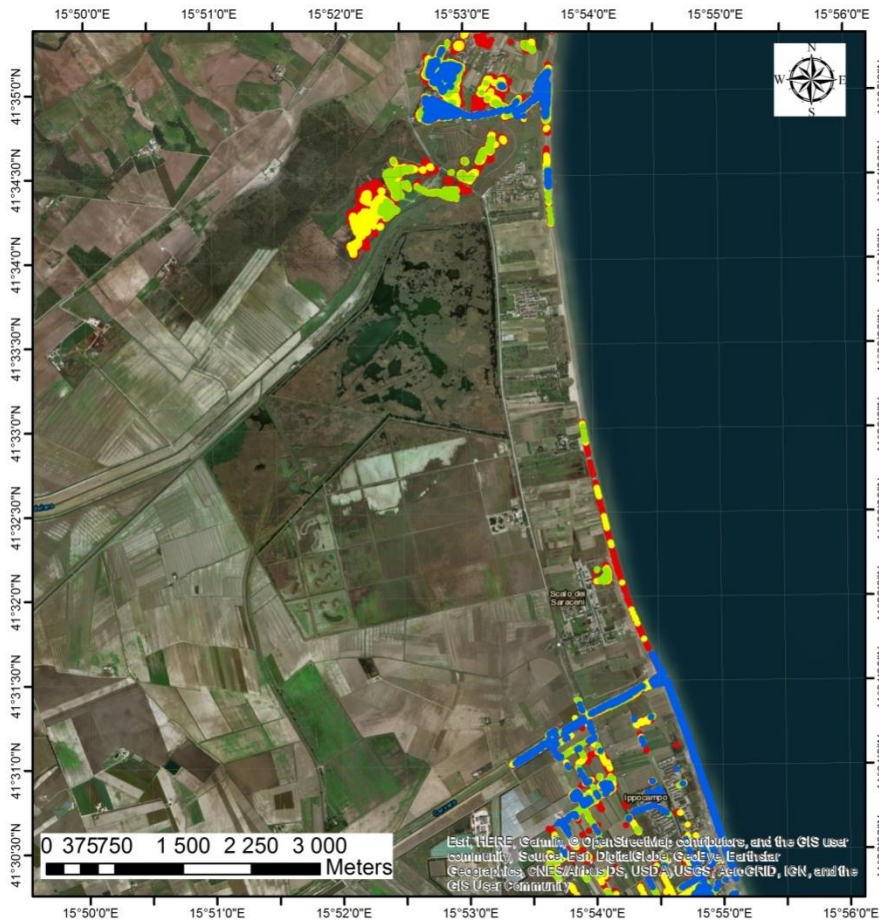 15°50'0"E 15°51'0"E 15°52'0"E 15°53'0"E 15°54'0"E 15°55'0"E 15°56'0"E
N
W E
S
41°35'0"N
41°34'30"N
41°34'0"N
41°33'30"N
41°33'0"N
41°32'30"N
41°32'0"N
41°31'30"N
41°31'0"N
41°30'30"N
Scalo dei
Saraceni
Ippocampo
Carapo
0 375750 1 500 2 250 3 000
Meters
Esri, HERE, Garmin, © OpenStreetMap contributors, and the GIS user
community, Source: Esri, DigitalGlobe, GeoEye, Earthstar
Geographics, CNES/Airbus DS, USDA, USGS, AeroGRID, IGN, and the
GIS User Community
15°50'0"E 15°51'0"E 15°52'0"E 15°53'0"E 15°54'0"E 15°55'0"E 15°56'0"E